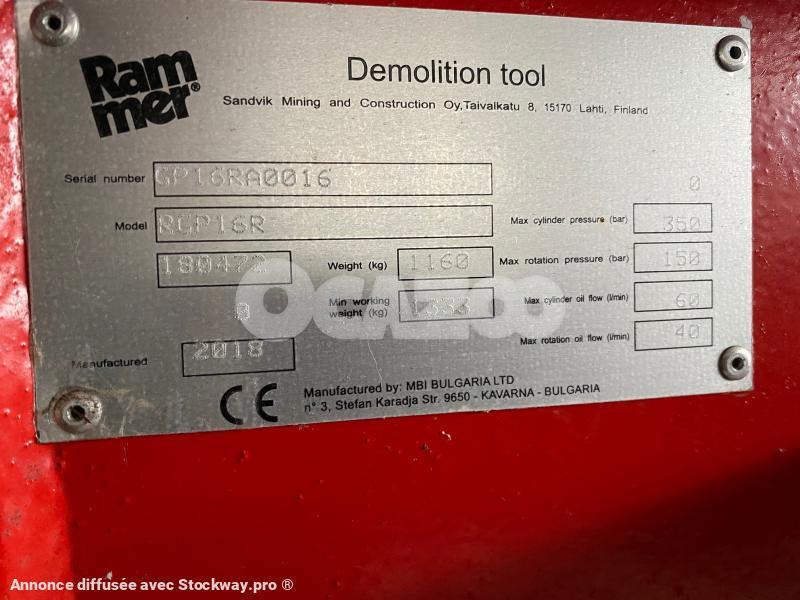 Ram
mer®
Demolition tool
Sandvik Mining and Construction Oy,Taivalkatu 8, 15170 Lahti, Finland
Serial number GP16RA0016
0
Model RGP16R
Max cylinder pressure (bar) 350
180472
Weight (kg) 1160
Max rotation pressure (bar) 150
0
Min working
weight (kg)
Max cylinder oil flow (l/min) 60
OCAZOO
Max rotation oil flow (l/min) 40
Manufactured 2018
CE
Manufactured by: MBI BULGARIA LTD
n° 3, Stefan Karadja Str. 9650 - KAVARNA - BULGARIA
Annonce diffusée avec Stockway.pro ®